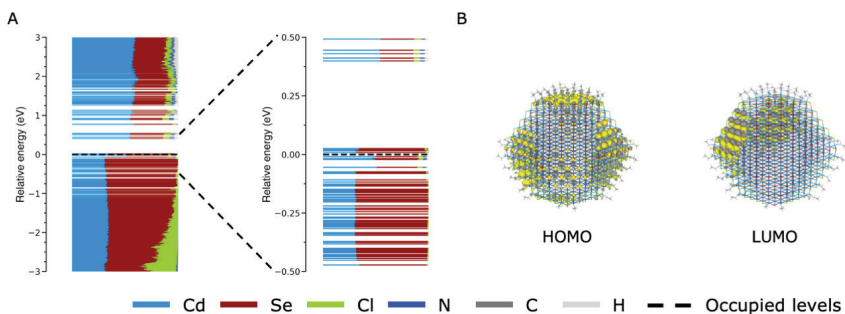 A
B
Relative energy (eV)
3
2
1
0
−1
−2
−3
Relative energy (eV)
0.50
0.25
0.00
−0.25
−0.50
HOMO
LUMO
Cd Se Cl N C H Occupied levels